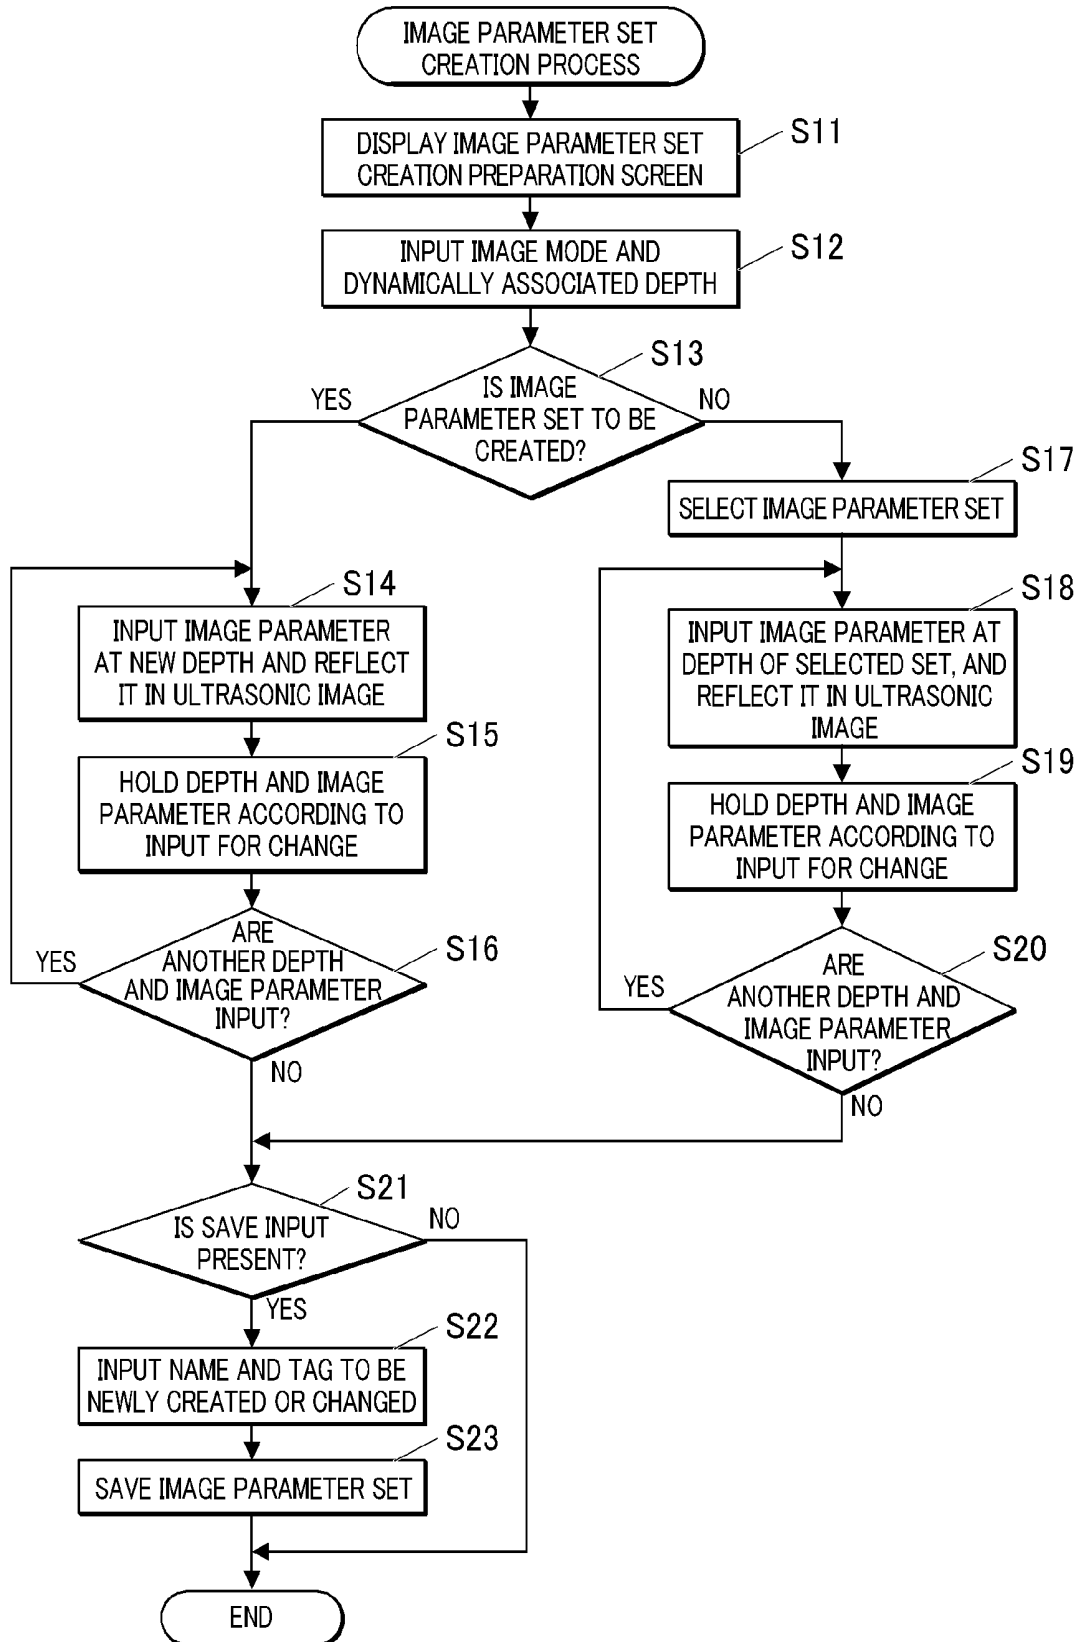 IMAGE PARAMETER SET
CREATION PROCESS
S11
DISPLAY IMAGE PARAMETER SET
CREATION PREPARATION SCREEN
S12
INPUT IMAGE MODE AND
DYNAMICALLY ASSOCIATED DEPTH
S13
IS IMAGE
PARAMETER SET TO BE
CREATED?
YES
NO
S14
INPUT IMAGE PARAMETER
AT NEW DEPTH AND REFLECT
IT IN ULTRASONIC IMAGE
S15
HOLD DEPTH AND IMAGE
PARAMETER ACCORDING TO
INPUT FOR CHANGE
S16
ARE
ANOTHER DEPTH
AND IMAGE PARAMETER
INPUT?
YES
NO
S17
SELECT IMAGE PARAMETER SET
S18
INPUT IMAGE PARAMETER AT
DEPTH OF SELECTED SET, AND
REFLECT IT IN ULTRASONIC
IMAGE
S19
HOLD DEPTH AND IMAGE
PARAMETER ACCORDING TO
INPUT FOR CHANGE
S20
ARE
ANOTHER DEPTH AND
IMAGE PARAMETER
INPUT?
YES
NO
S21
IS SAVE INPUT
PRESENT?
NO
YES
S22
INPUT NAME AND TAG TO BE
NEWLY CREATED OR CHANGED
S23
SAVE IMAGE PARAMETER SET
END